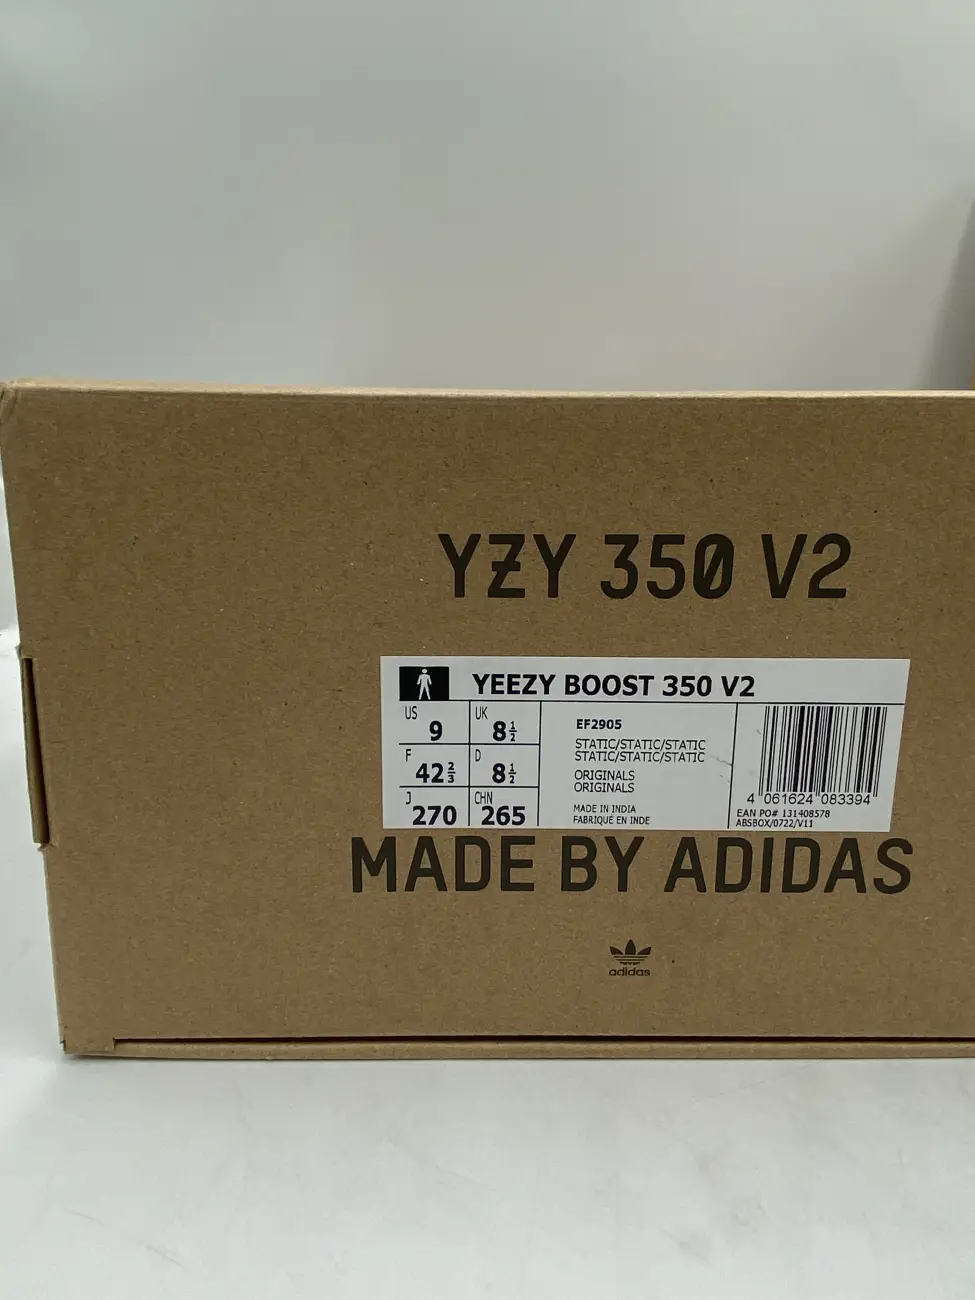 YZY 350 V2
YEEZY BOOST 350 V2
US 9 UK 8½
F 42⅔ D 8½
J 270 CHN 265
EF2905
STATIC/STATIC/STATIC
STATIC/STATIC/STATIC
ORIGINALS
ORIGINALS
MADE IN INDIA
FABRIQUÉ EN INDE
4 061624 083394
EAN PO# 131408578
ABSBOX/0722/V11
MADE BY ADIDAS
adidas